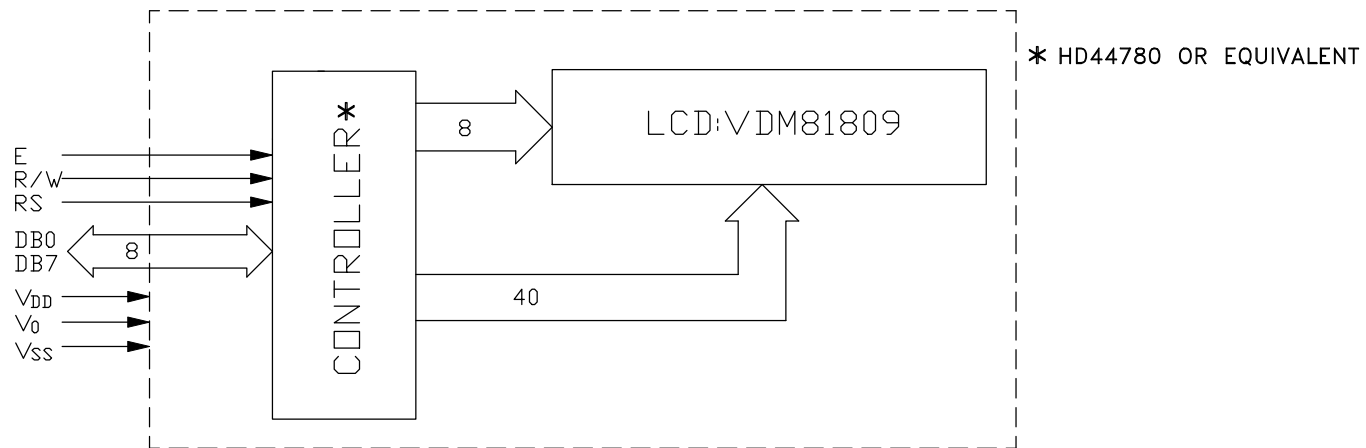 * HD44780 OR EQUIVALENT
CONTROLLER*
8
LCD:VDM81809
E
R/W
RS
DB0
DB7
8
VDD
V0
VSS
40